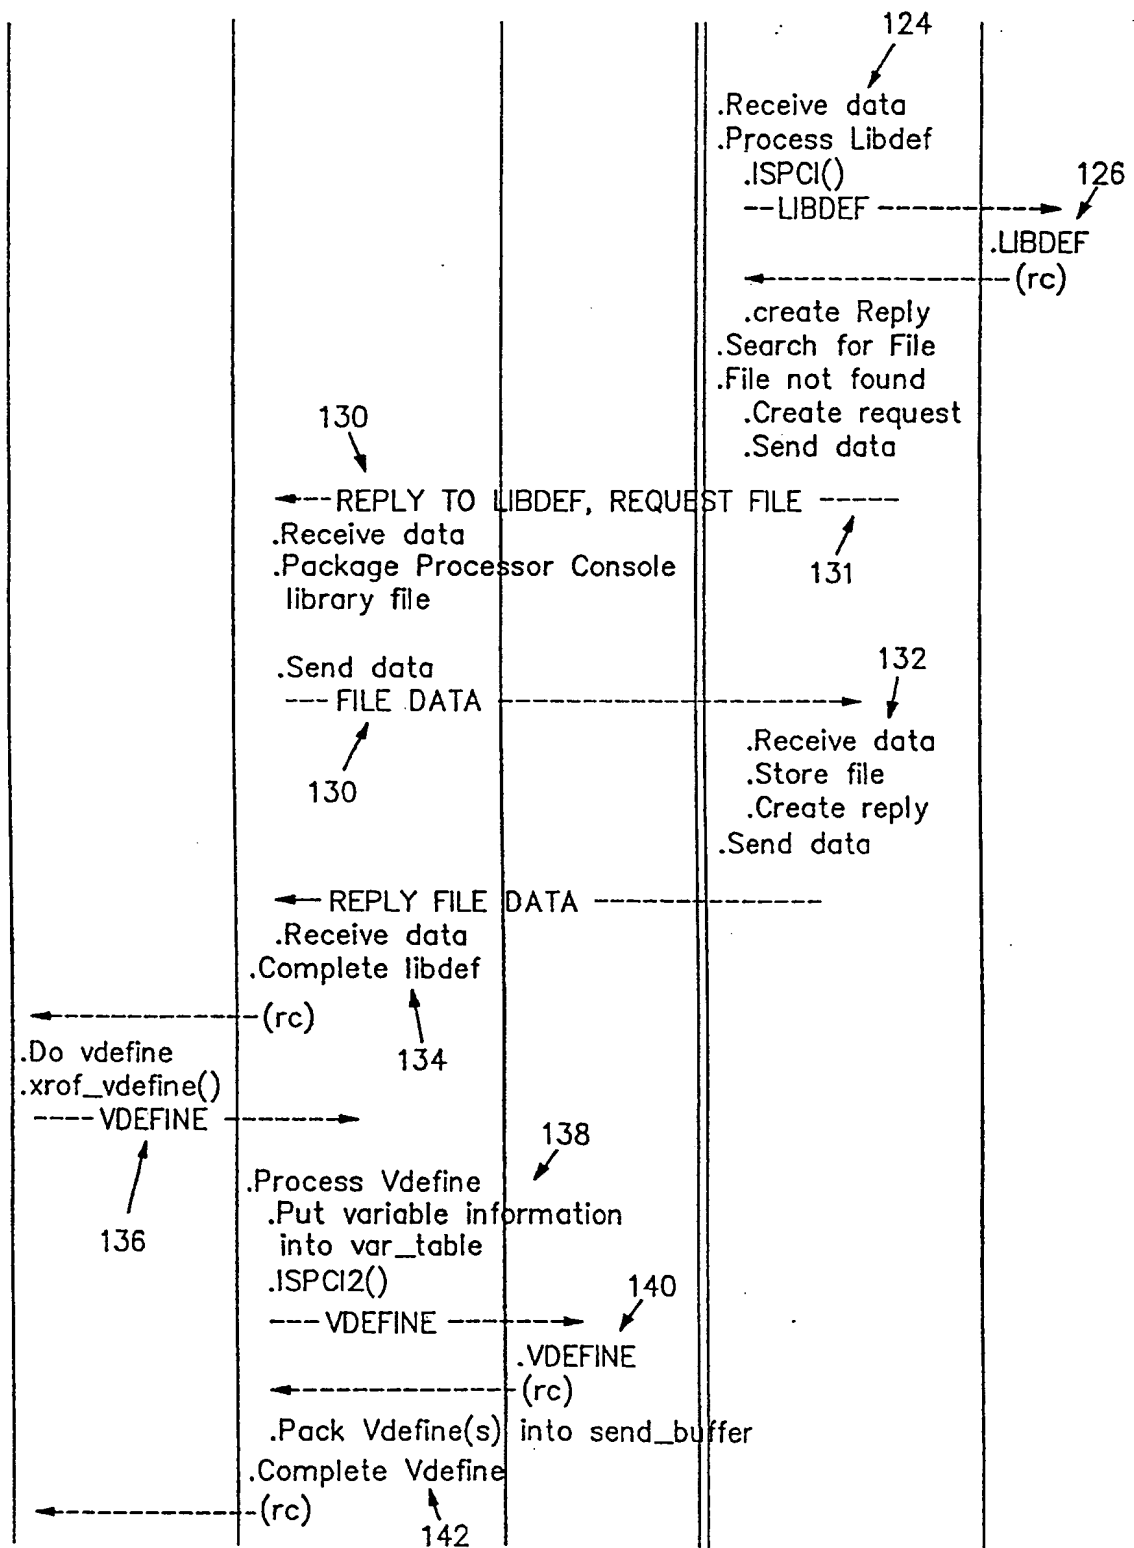 124
.Receive data
.Process Libdef
.ISPCI()
126
--LIBDEF
.LIBDEF
(rc)
.create Reply
.Search for File
.File not found
.Create request
.Send data
130
REPLY TO LIBDEF, REQUEST FILE
.Receive data
.Package Processor Console
library file
131
.Send data
132
FILE DATA
130
.Receive data
.Store file
.Create reply
.Send data
REPLY FILE DATA
.Receive data
.Complete libdef
(rc)
134
.Do vdefine
.xrof_vdefine()
VDEFINE
136
138
.Process Vdefine
.Put variable information
into var_table
.ISPCI2()
140
VDEFINE
.VDEFINE
(rc)
.Pack Vdefine(s) into send_buffer
.Complete Vdefine
(rc)
142